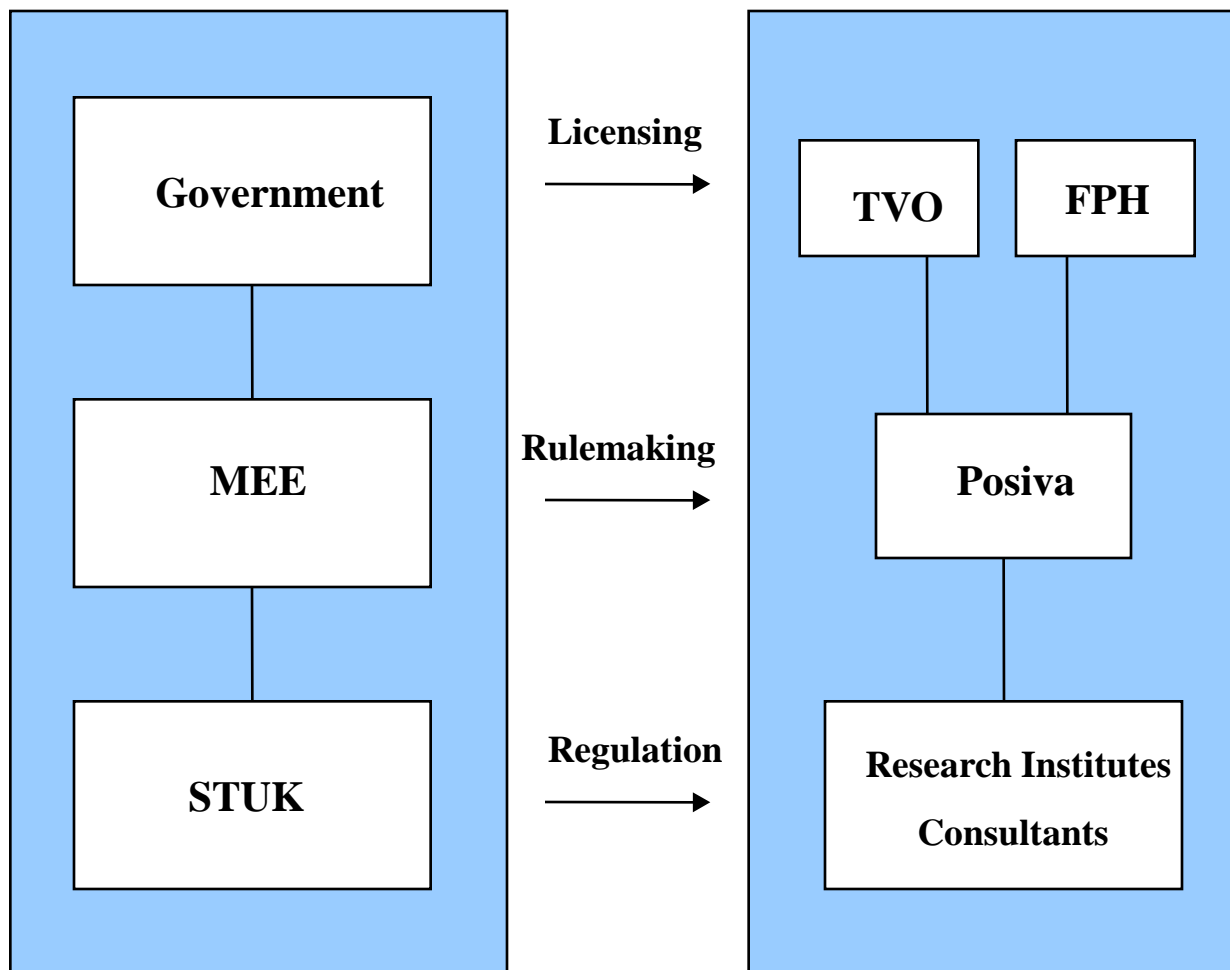 Government
MEE
STUK
Licensing
Rulemaking
Regulation
TVO
FPH
Posiva
Research Institutes
Consultants